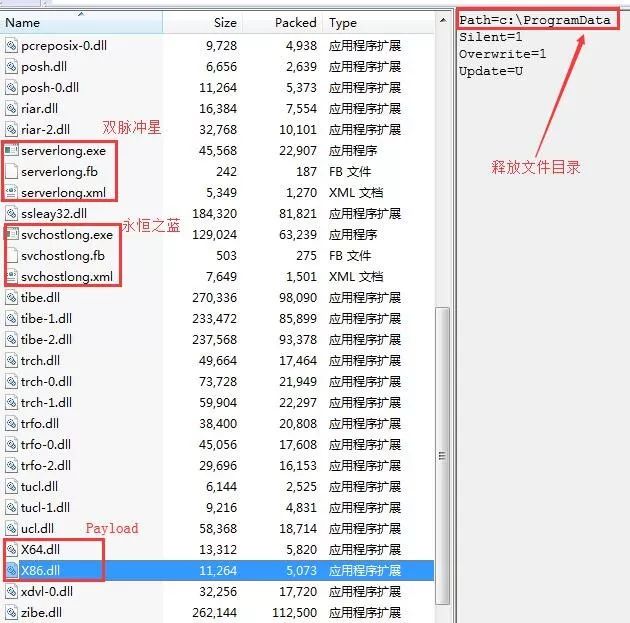 Name Size Packed Type
pcreposix-0.dll 9,728 4,938 应用程序扩展
posh.dll 6,656 2,639 应用程序扩展
posh-0.dll 11,264 5,373 应用程序扩展
riar.dll 16,384 7,554 应用程序扩展
riar-2.dll 32,768 10,101 应用程序扩展
双脉冲星
serverlong.exe 45,568 22,907 应用程序
serverlong.fb 242 187 FB 文件
serverlong.xml 5,349 1,270 XML 文档
ssleay32.dll 184,320 81,821 应用程序扩展
永恒之蓝
svchostlong.exe 129,024 63,239 应用程序
svchostlong.fb 503 275 FB 文件
svchostlong.xml 7,649 1,501 XML 文档
tibe.dll 270,336 98,090 应用程序扩展
tibe-1.dll 233,472 85,899 应用程序扩展
tibe-2.dll 237,568 93,378 应用程序扩展
trch.dll 49,664 17,464 应用程序扩展
trch-0.dll 73,728 21,949 应用程序扩展
trch-1.dll 59,904 22,297 应用程序扩展
trfo.dll 38,400 20,808 应用程序扩展
trfo-0.dll 45,056 17,608 应用程序扩展
trfo-2.dll 29,696 16,153 应用程序扩展
tucl.dll 6,144 2,525 应用程序扩展
tucl-1.dll 9,216 4,831 应用程序扩展
ucl.dll 58,368 18,714 应用程序扩展
Payload
X64.dll 13,312 5,820 应用程序扩展
X86.dll 11,264 5,073 应用程序扩展
xdvl-0.dll 32,256 17,720 应用程序扩展
zibe.dll 262,144 112,500 应用程序扩展
Path=c:\ProgramData
Silent=1
Overwrite=1
Update=U
释放文件目录